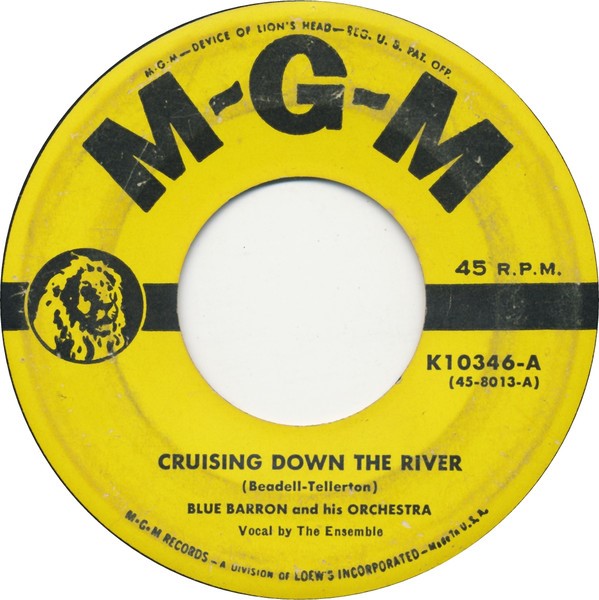 M-G-M—DEVICE OF LION'S HEAD—REG. U. S. PAT. OFF.
M-G-M
45 R.P.M.
K10346-A
(45-8013-A)
CRUISING DOWN THE RIVER
(Beadell-Tellerton)
BLUE BARRON and his ORCHESTRA
Vocal by The Ensemble
M-G-M RECORDS – A DIVISION OF LOEW'S INCORPORATED – Made in U.S.A.